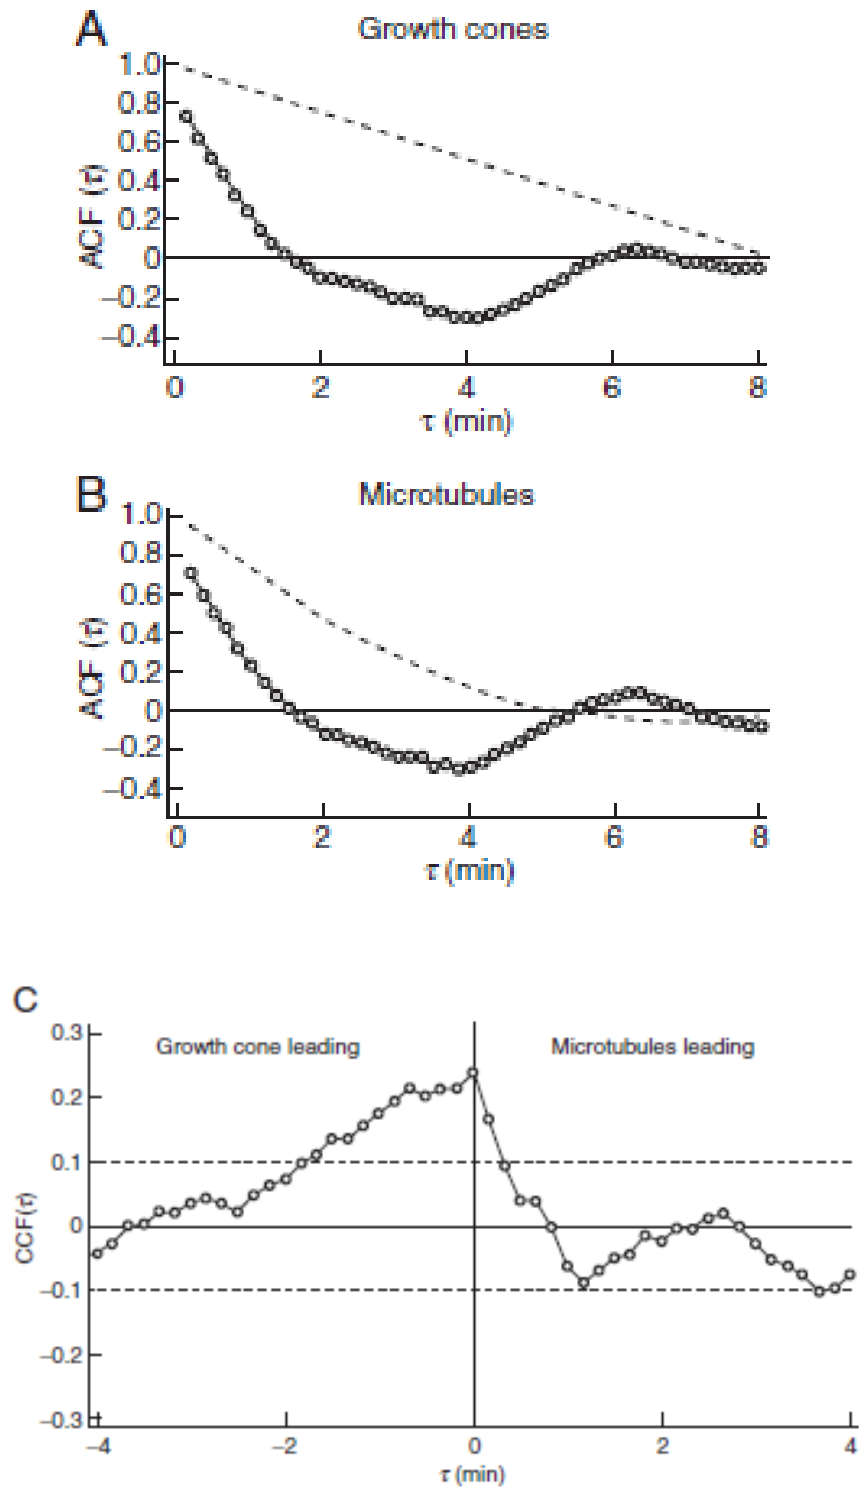 A
Growth cones
1.0
0.8
0.6
0.4
0.2
0
−0.2
−0.4
ACF (τ)
0 2 4 6 8
τ (min)
B
Microtubules
1.0
0.8
0.6
0.4
0.2
0
−0.2
−0.4
ACF (τ)
0 2 4 6 8
τ (min)
C
Growth cone leading Microtubules leading
0.3
0.2
0.1
0
−0.1
−0.2
−0.3
CCF(τ)
−4 −2 0 2 4
τ (min)